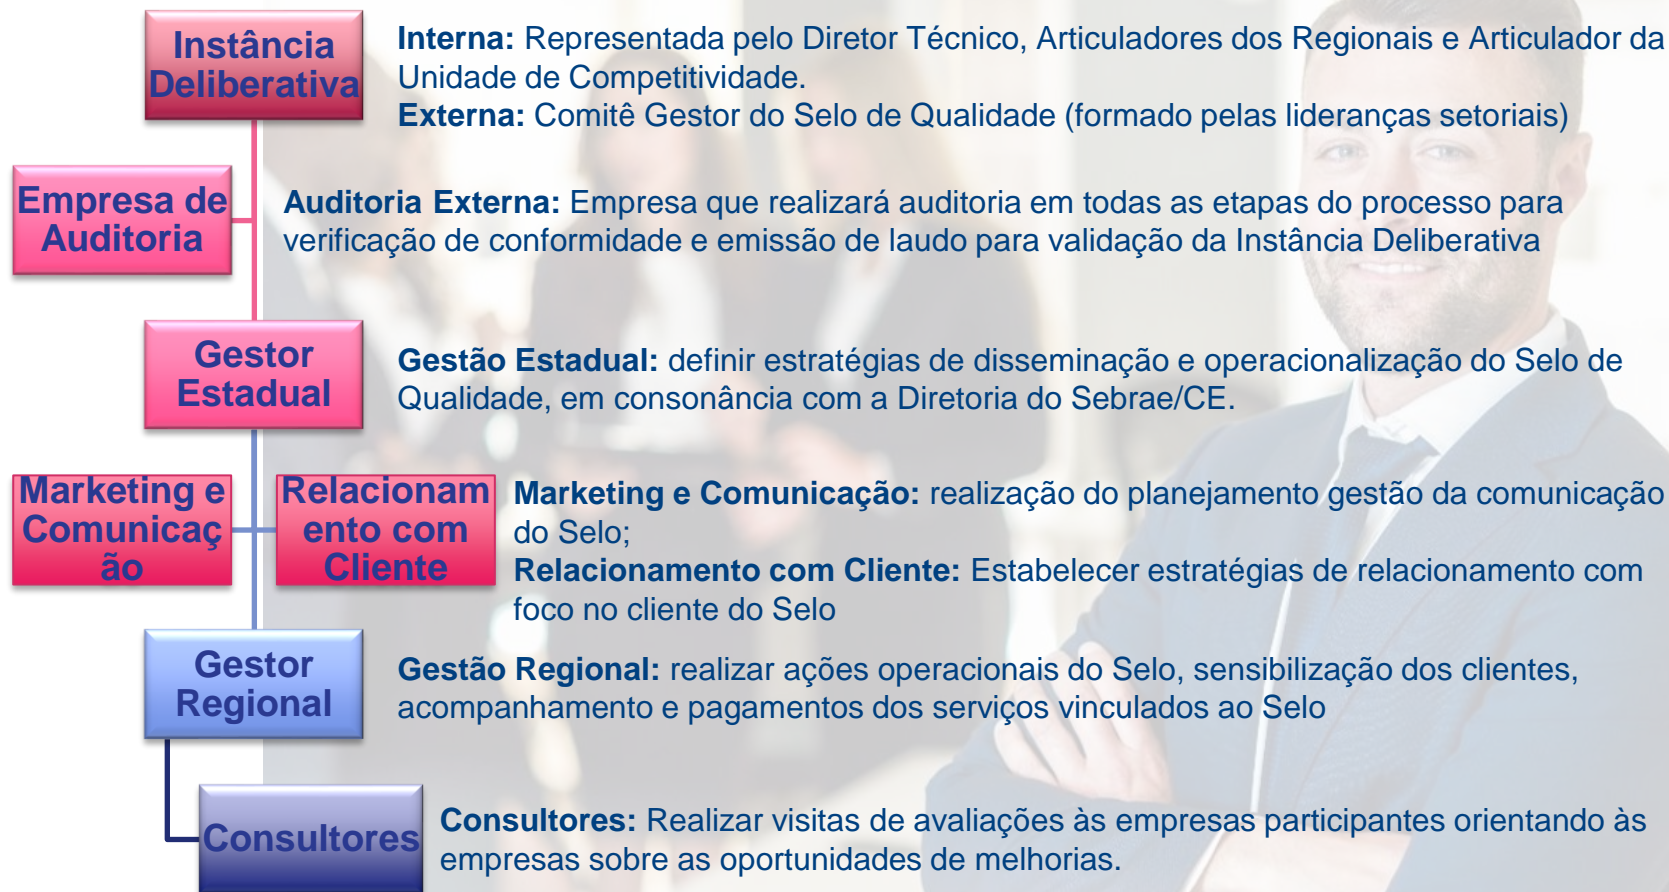 Instância
Deliberativa
Interna: Representada pelo Diretor Técnico, Articuladores dos Regionais e Articulador da
Unidade de Competitividade.
Externa: Comitê Gestor do Selo de Qualidade (formado pelas lideranças setoriais)
Empresa de
Auditoria
Auditoria Externa: Empresa que realizará auditoria em todas as etapas do processo para
verificação de conformidade e emissão de laudo para validação da Instância Deliberativa
Gestor
Estadual
Gestão Estadual: definir estratégias de disseminação e operacionalização do Selo de
Qualidade, em consonância com a Diretoria do Sebrae/CE.
Marketing e
Comunicaç
ão
Relacionam
ento com
Cliente
Marketing e Comunicação: realização do planejamento gestão da comunicação
do Selo;
Relacionamento com Cliente: Estabelecer estratégias de relacionamento com
foco no cliente do Selo
Gestor
Regional
Gestão Regional: realizar ações operacionais do Selo, sensibilização dos clientes,
acompanhamento e pagamentos dos serviços vinculados ao Selo
Consultores
Consultores: Realizar visitas de avaliações às empresas participantes orientando às
empresas sobre as oportunidades de melhorias.